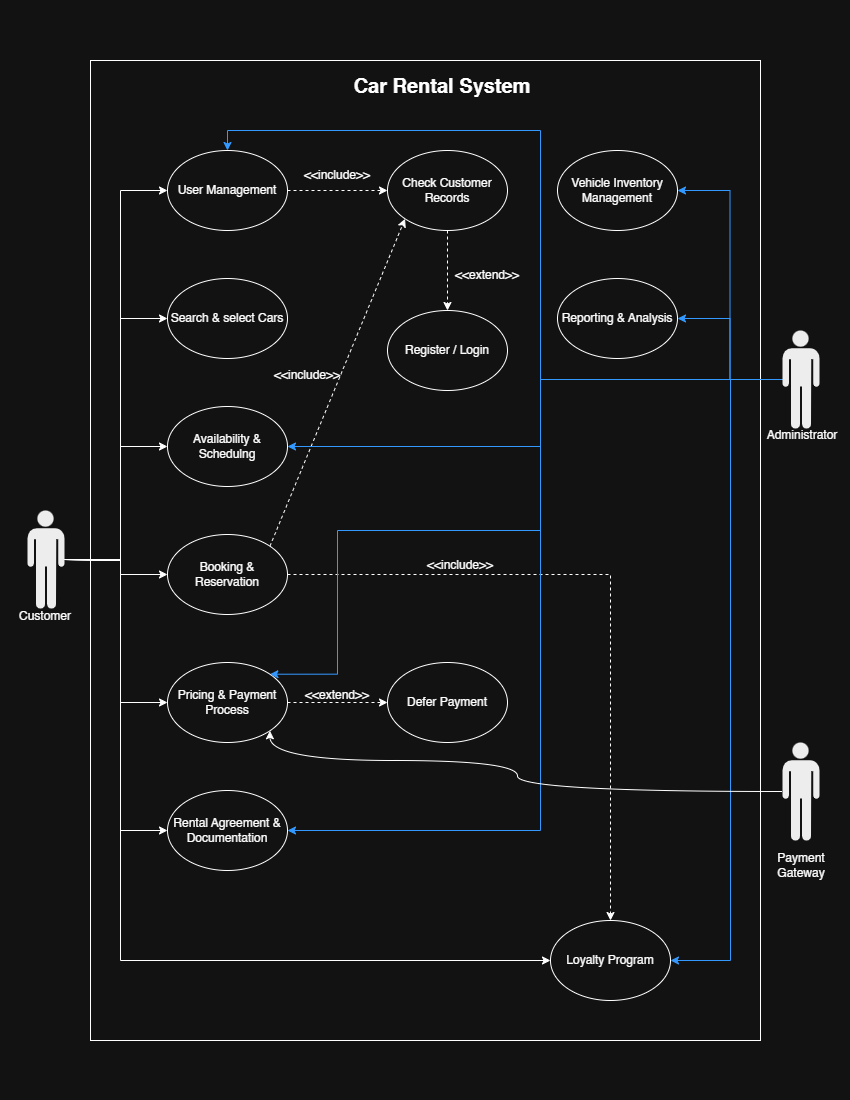 Car Rental System
User Management
<<include>>
Check Customer
Records
Vehicle Inventory
Management
<<extend>>
Search & select Cars
Register / Login
Reporting & Analysis
<<include>>
Administrator
Availability &
Schedulng
Booking &
Reservation
<<include>>
Customer
Pricing & Payment
Process
<<extend>>
Defer Payment
Rental Agreement &
Documentation
Payment
Gateway
Loyalty Program